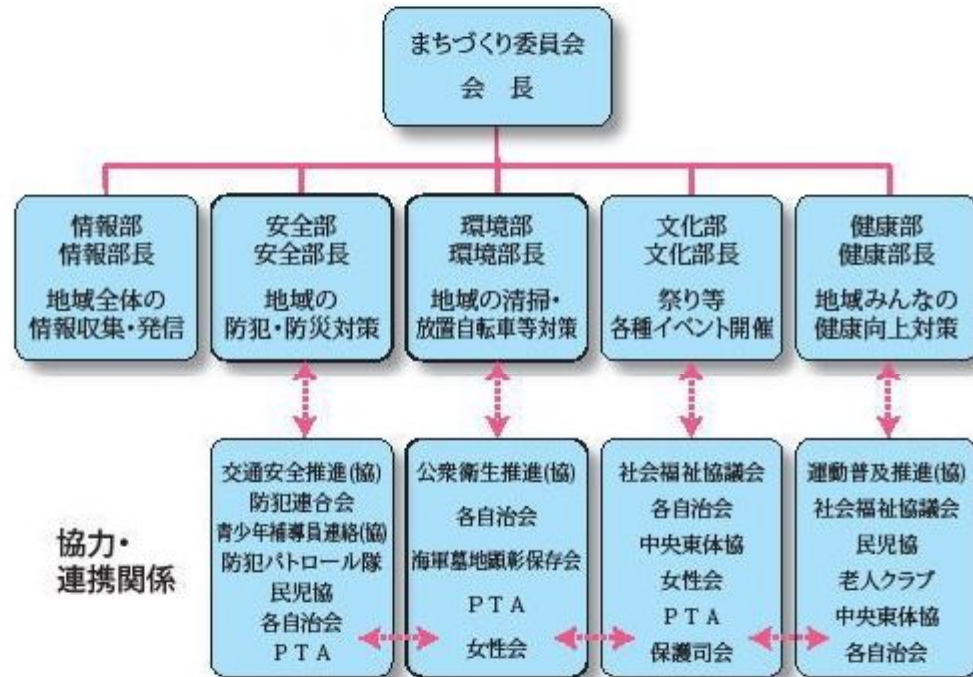 まちづくり委員会
会 長
情報部
情報部長
地域全体の
情報収集・発信
安全部
安全部長
地域の
防犯・防災対策
環境部
環境部長
地域の清掃・
放置自転車等対策
文化部
文化部長
祭り等
各種イベント開催
健康部
健康部長
地域みんなの
健康向上対策
協力・
連携関係
交通安全推進(協)
防犯連合会
青少年補導員連絡(協)
防犯パトロール隊
民児協
各自治会
PTA
公衆衛生推進(協)
各自治会
海軍墓地顕彰保存会
PTA
女性会
社会福祉協議会
各自治会
中央東体協
女性会
PTA
保護司会
運動普及推進(協)
社会福祉協議会
民児協
老人クラブ
中央東体協
各自治会